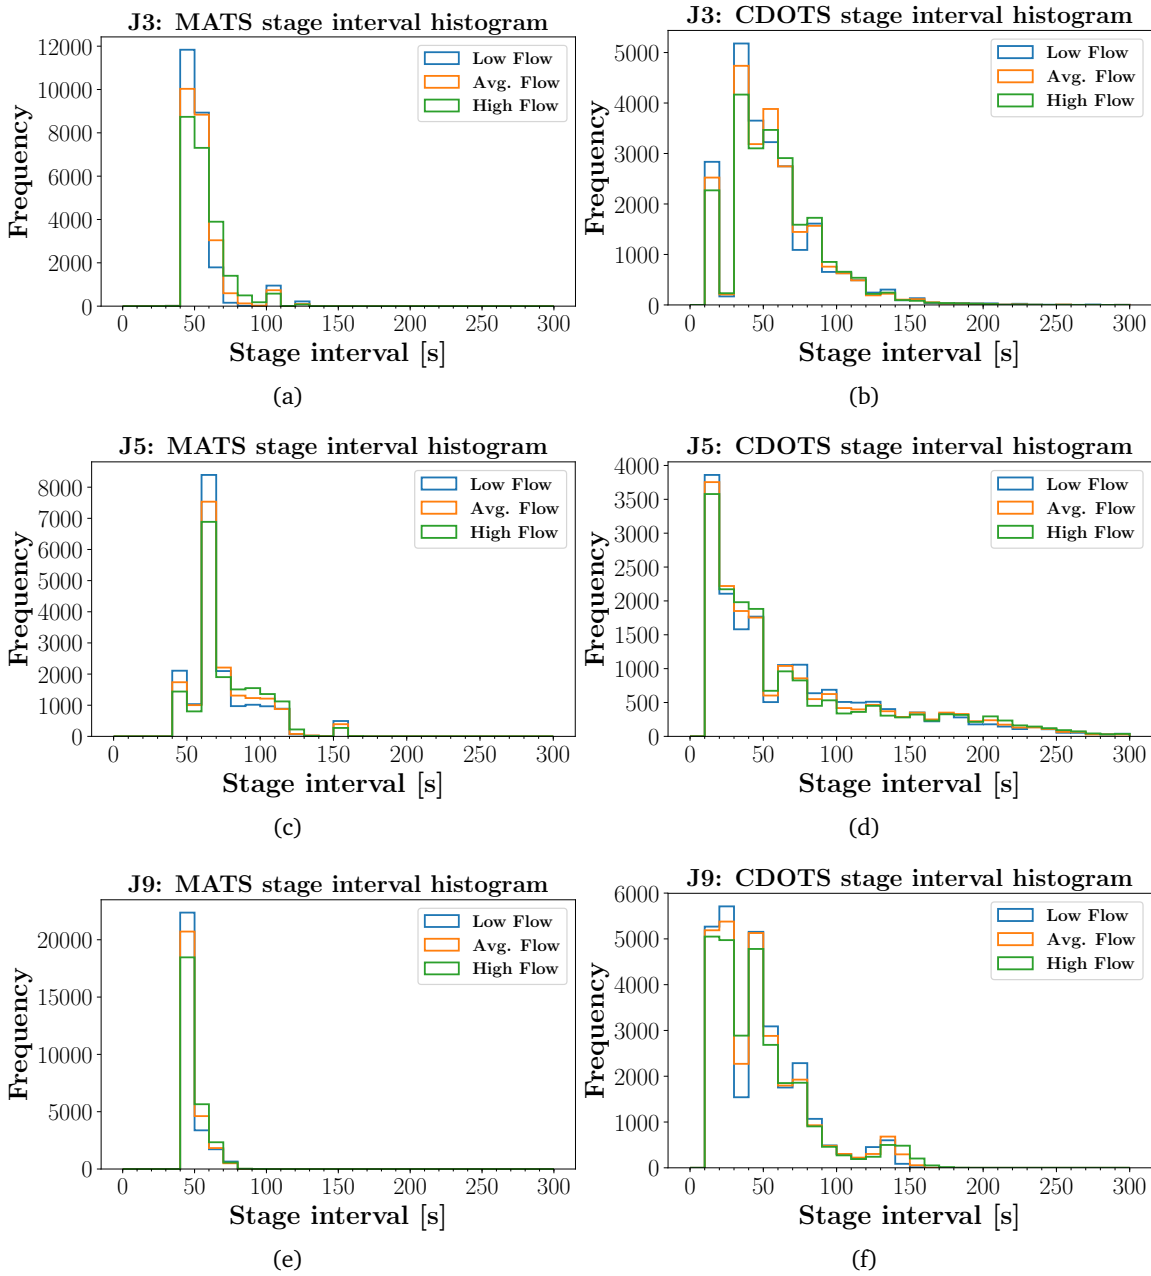 J3: MATS stage interval histogram
12000
10000
8000
6000
4000
2000
0
Frequency
Low Flow
Avg. Flow
High Flow
0 50 100 150 200 250 300
Stage interval [s]
(a)
J3: CDOTS stage interval histogram
5000
4000
3000
2000
1000
0
Frequency
Low Flow
Avg. Flow
High Flow
0 50 100 150 200 250 300
Stage interval [s]
(b)
J5: MATS stage interval histogram
8000
7000
6000
5000
4000
3000
2000
1000
0
Frequency
Low Flow
Avg. Flow
High Flow
0 50 100 150 200 250 300
Stage interval [s]
(c)
J5: CDOTS stage interval histogram
4000
3500
3000
2500
2000
1500
1000
500
0
Frequency
Low Flow
Avg. Flow
High Flow
0 50 100 150 200 250 300
Stage interval [s]
(d)
J9: MATS stage interval histogram
20000
15000
10000
5000
0
Frequency
Low Flow
Avg. Flow
High Flow
0 50 100 150 200 250 300
Stage interval [s]
(e)
J9: CDOTS stage interval histogram
6000
5000
4000
3000
2000
1000
0
Frequency
Low Flow
Avg. Flow
High Flow
0 50 100 150 200 250 300
Stage interval [s]
(f)